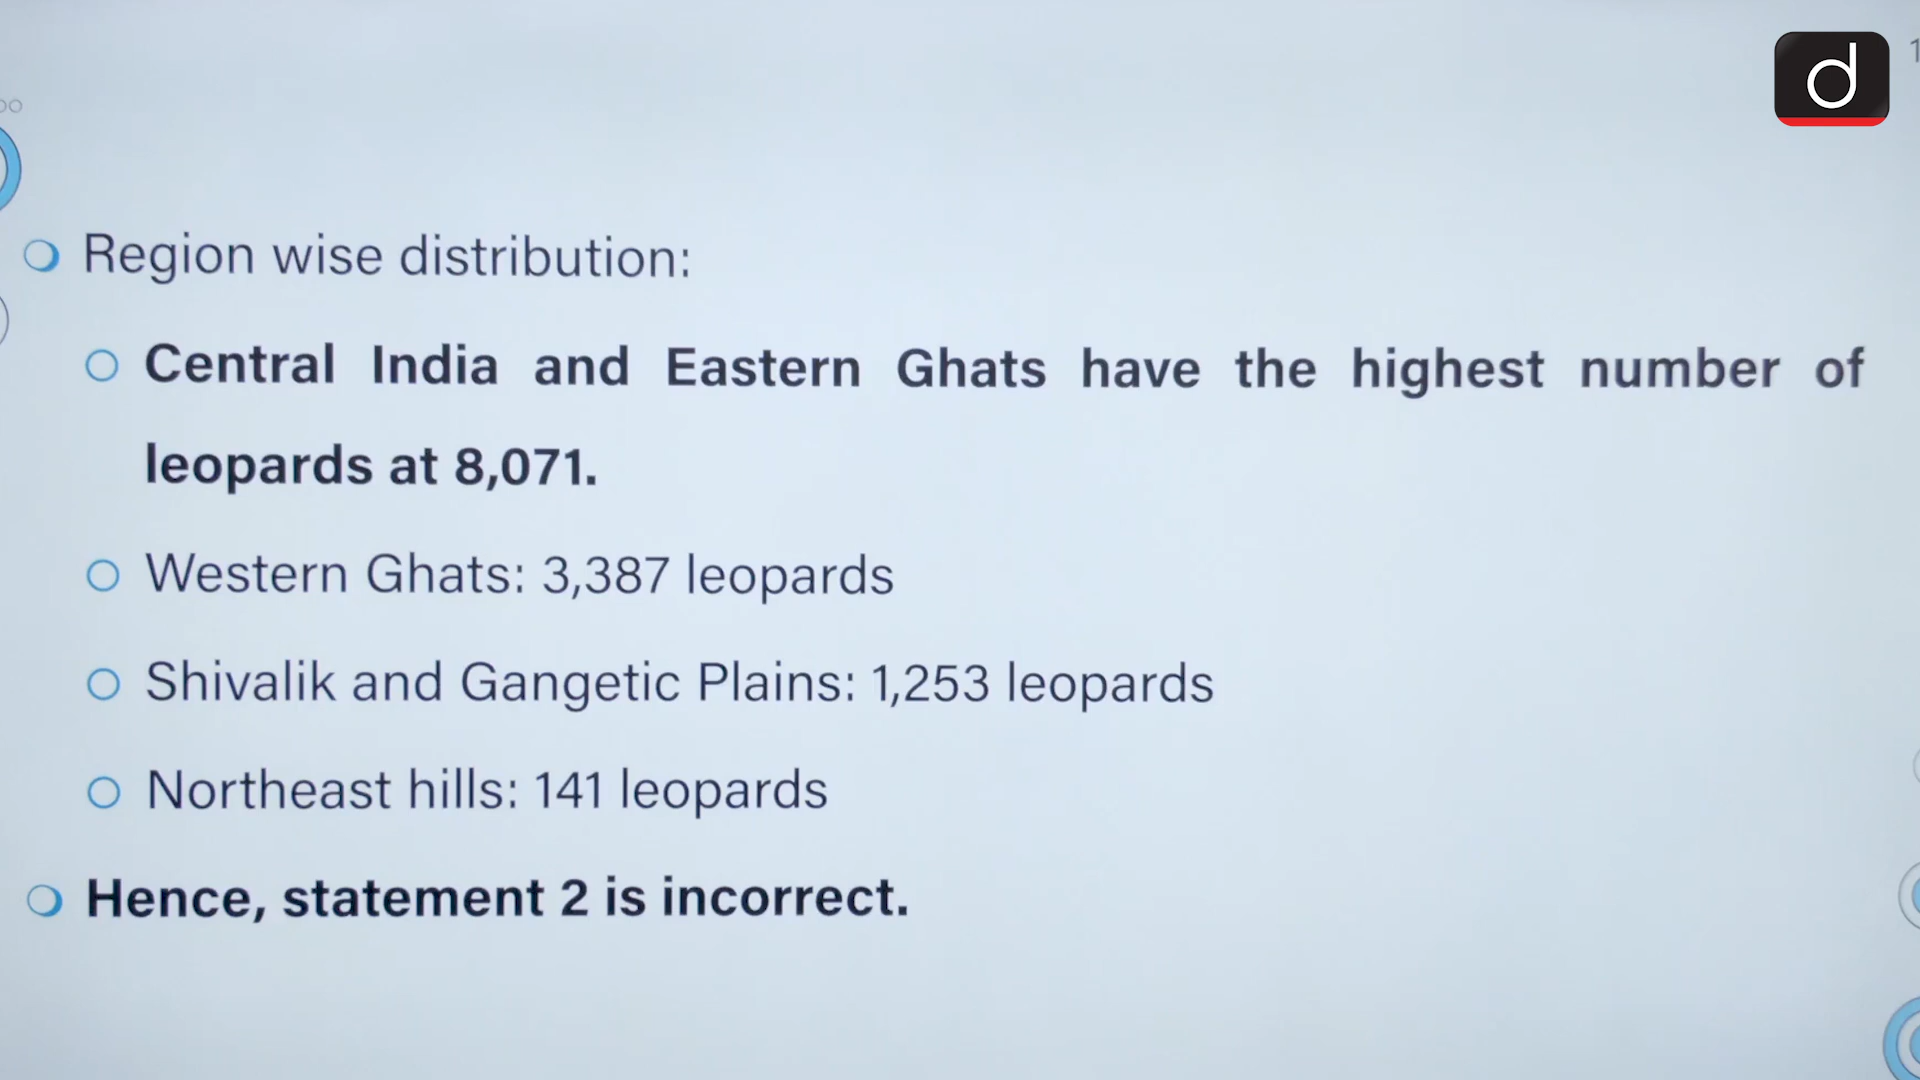 d
Region wise distribution:
Central India and Eastern Ghats have the highest number of
leopards at 8,071.
Western Ghats: 3,387 leopards
Shivalik and Gangetic Plains: 1,253 leopards
Northeast hills: 141 leopards
Hence, statement 2 is incorrect.